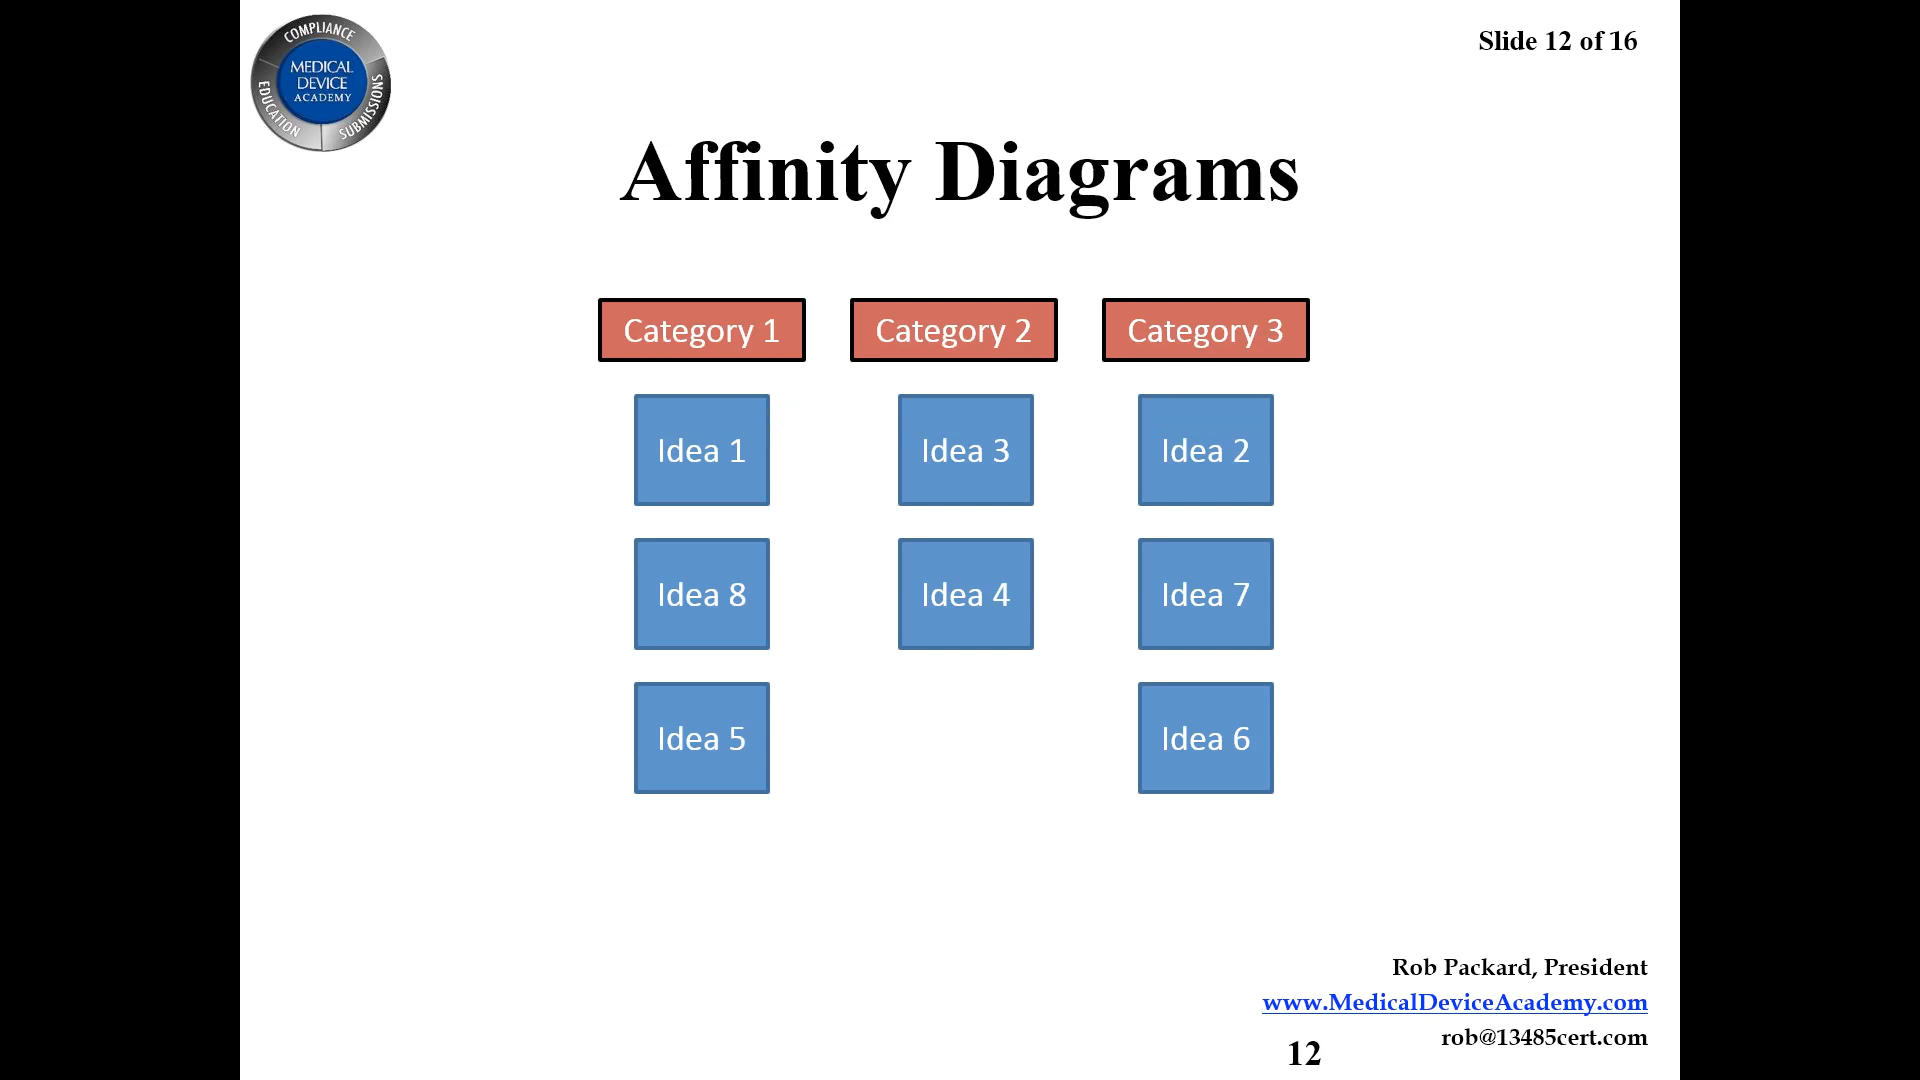 COMPLIANCE
MEDICAL
DEVICE
ACADEMY
EDUCATION
SUBMISSIONS
Slide 12 of 16
Affinity Diagrams
Category 1 Category 2 Category 3
Idea 1 Idea 3 Idea 2
Idea 8 Idea 4 Idea 7
Idea 5 Idea 6
Rob Packard, President
www.MedicalDeviceAcademy.com
rob@13485cert.com
12